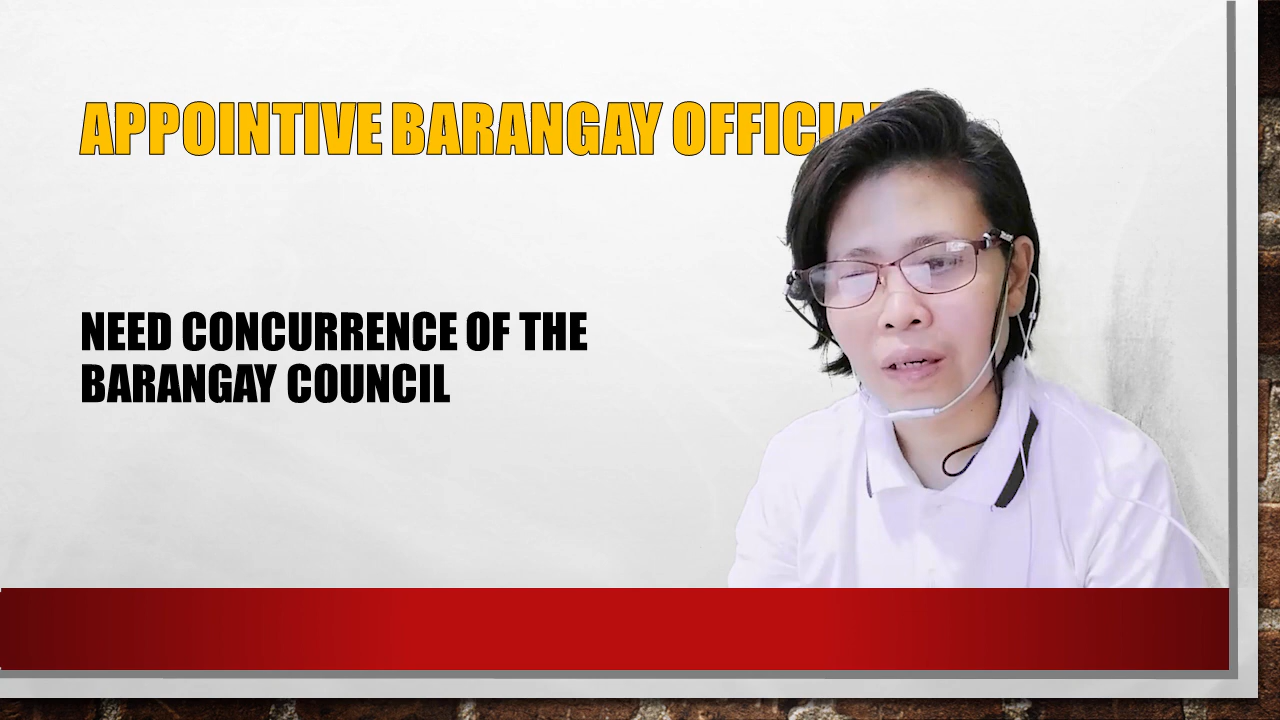 APPOINTIVE BARANGAY
NEED CONCURRENCE OF THE
BARANGAY COUNCIL